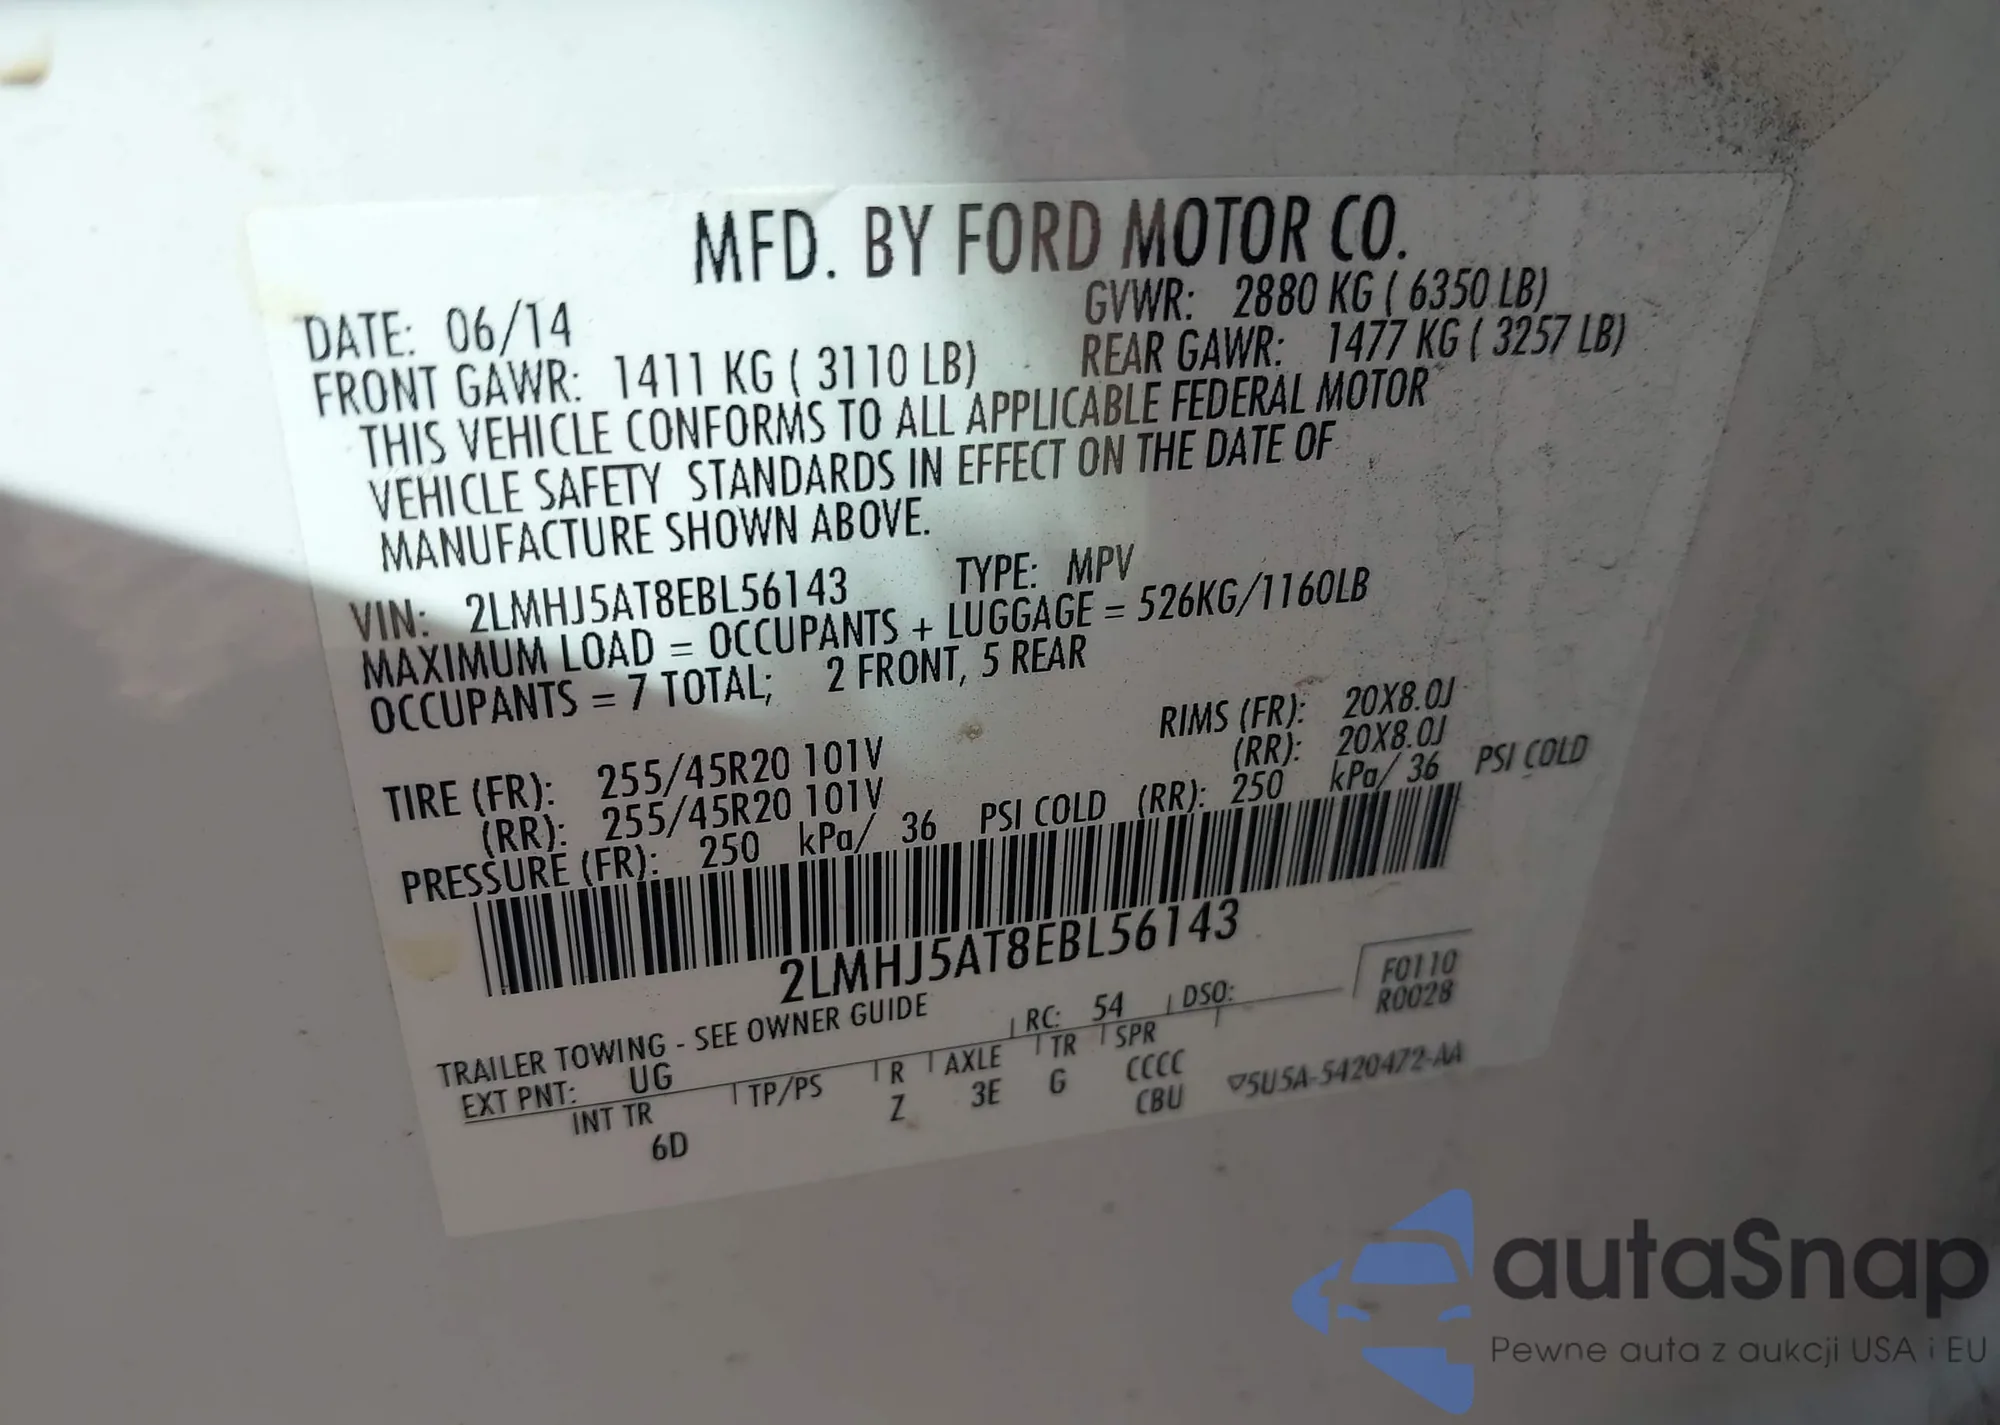 MFD. BY FORD MOTOR CO.
DATE: 06/14 GVWR: 2880 KG ( 6350 LB)
FRONT GAWR: 1411 KG ( 3110 LB) REAR GAWR: 1477 KG ( 3257 LB)
THIS VEHICLE CONFORMS TO ALL APPLICABLE FEDERAL MOTOR
VEHICLE SAFETY STANDARDS IN EFFECT ON THE DATE OF
MANUFACTURE SHOWN ABOVE.
VIN: 2LMHJ5AT8EBL56143 TYPE: MPV
MAXIMUM LOAD = OCCUPANTS + LUGGAGE = 526KG/1160LB
OCCUPANTS = 7 TOTAL; 2 FRONT, 5 REAR
TIRE (FR): 255/45R20 101V RIMS (FR): 20X8.0J
(RR): 255/45R20 101V (RR): 20X8.0J
PRESSURE (FR): 250 kPa/ 36 PSI COLD (RR): 250 kPa/ 36 PSI COLD
2LMHJ5AT8EBL56143
TRAILER TOWING - SEE OWNER GUIDE
F0110
R0028
EXT PNT: UG RC: 54 DSO:
INT TR TP/PS R AXLE TR SPR
6D Z 3E G CCCC
CBU
▽5U5A-5420472-AA
autaSnap
Pewne auta z aukcji USA i EU